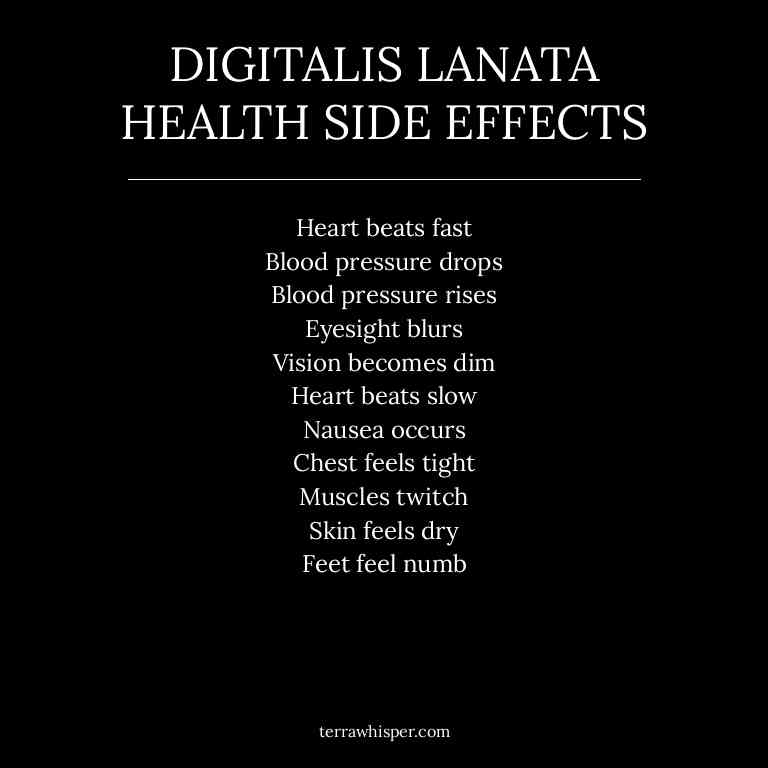 DIGITALIS LANATA
HEALTH SIDE EFFECTS
Heart beats fast
Blood pressure drops
Blood pressure rises
Eyesight blurs
Vision becomes dim
Heart beats slow
Nausea occurs
Chest feels tight
Muscles twitch
Skin feels dry
Feet feel numb
terrawhisper.com